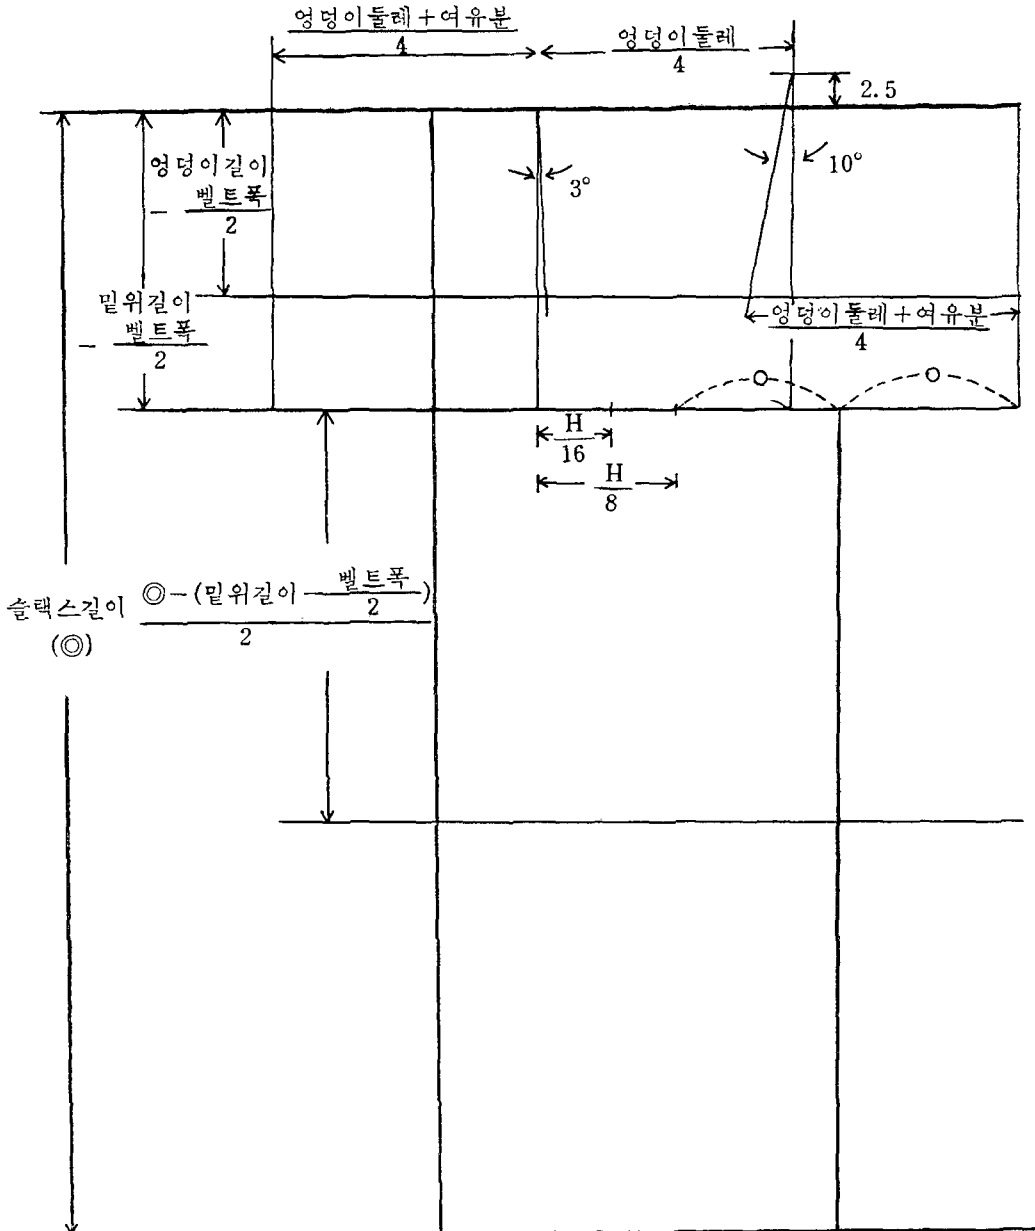 엉덩이둘레+여유분
4
엉덩이둘레
4
2.5
엉덩이길이
- 벨트폭
2
3°
10°
밑위길이
- 벨트폭
2
엉덩이둘레+여유분
4
H
16
H
8
슬랙스길이
(◎)
◎-(밑위길이-벨트폭)
2
2